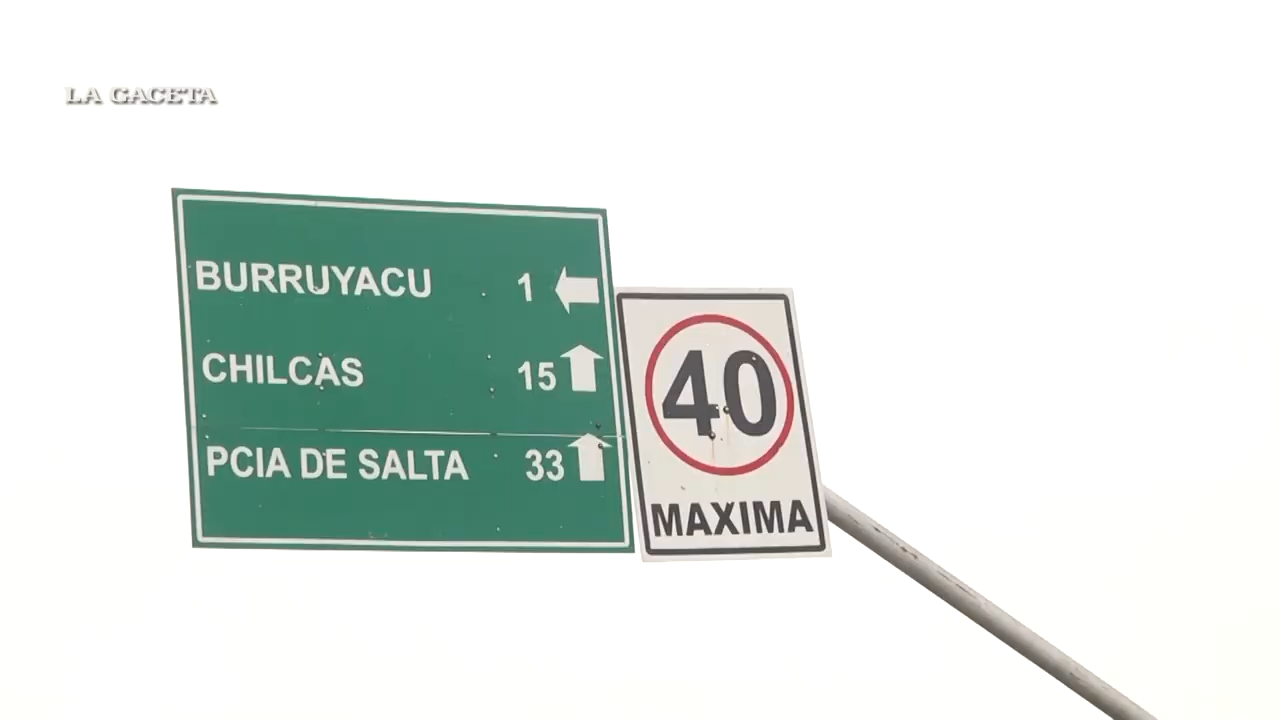 LA GACETA
BURRUYACU 1
CHILCAS 15
PCIA DE SALTA 33
40
MAXIMA